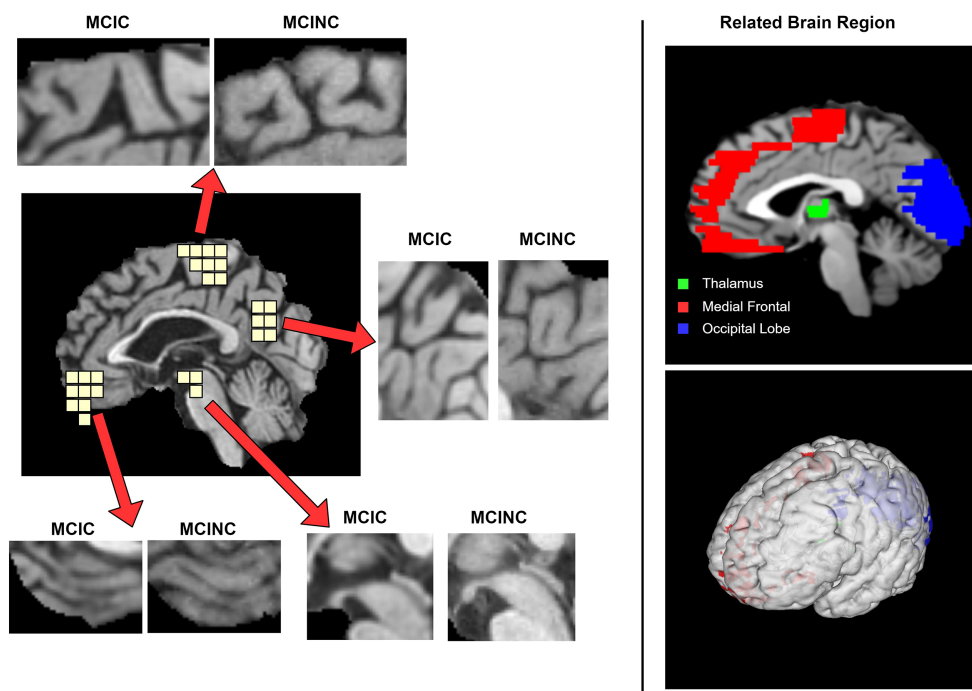 MCIC
MCINC
MCIC
MCINC
MCIC
MCINC
MCIC
MCINC
Related Brain Region
Thalamus
Medial Frontal
Occipital Lobe